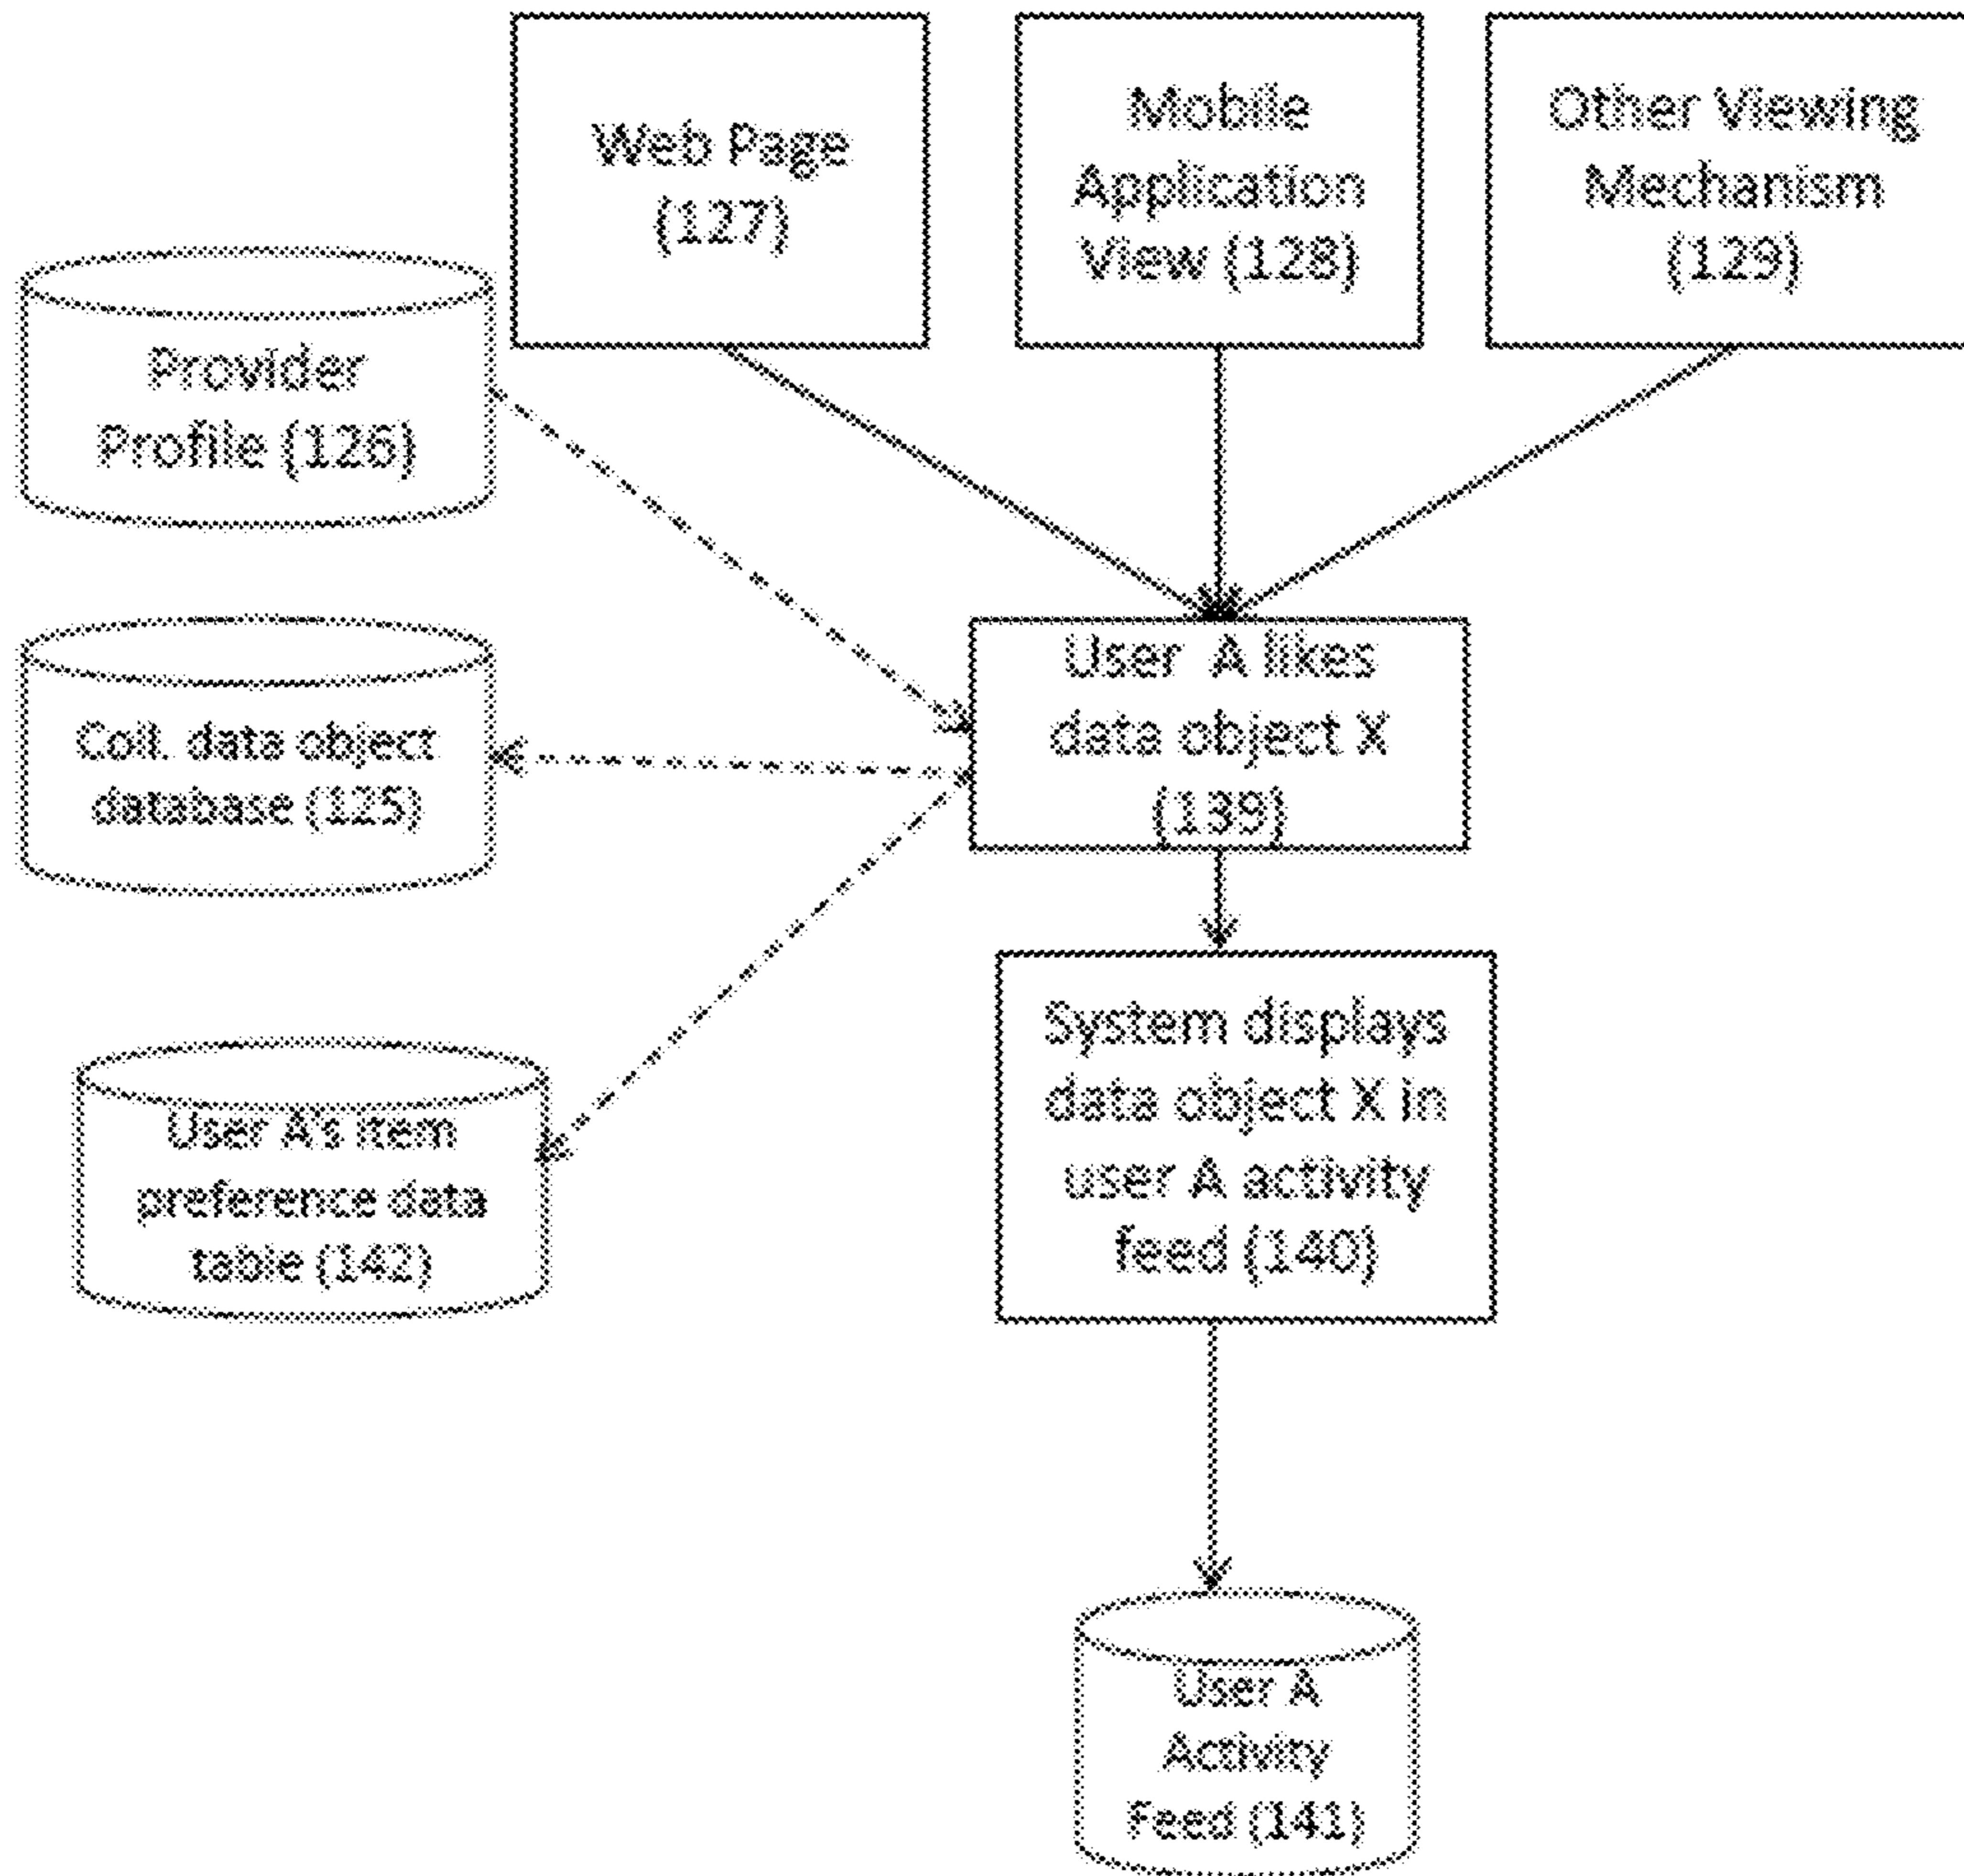 Web Page
(127)
Mobile
Application
View (128)
Other Viewing
Mechanism
(129)
Provider
Profile (126)
Coll. data object
database (125)
User A likes
data object X
(139)
User A's item
preference data
table (142)
System displays
data object X in
user A activity
feed (140)
User A
Activity
Feed (141)